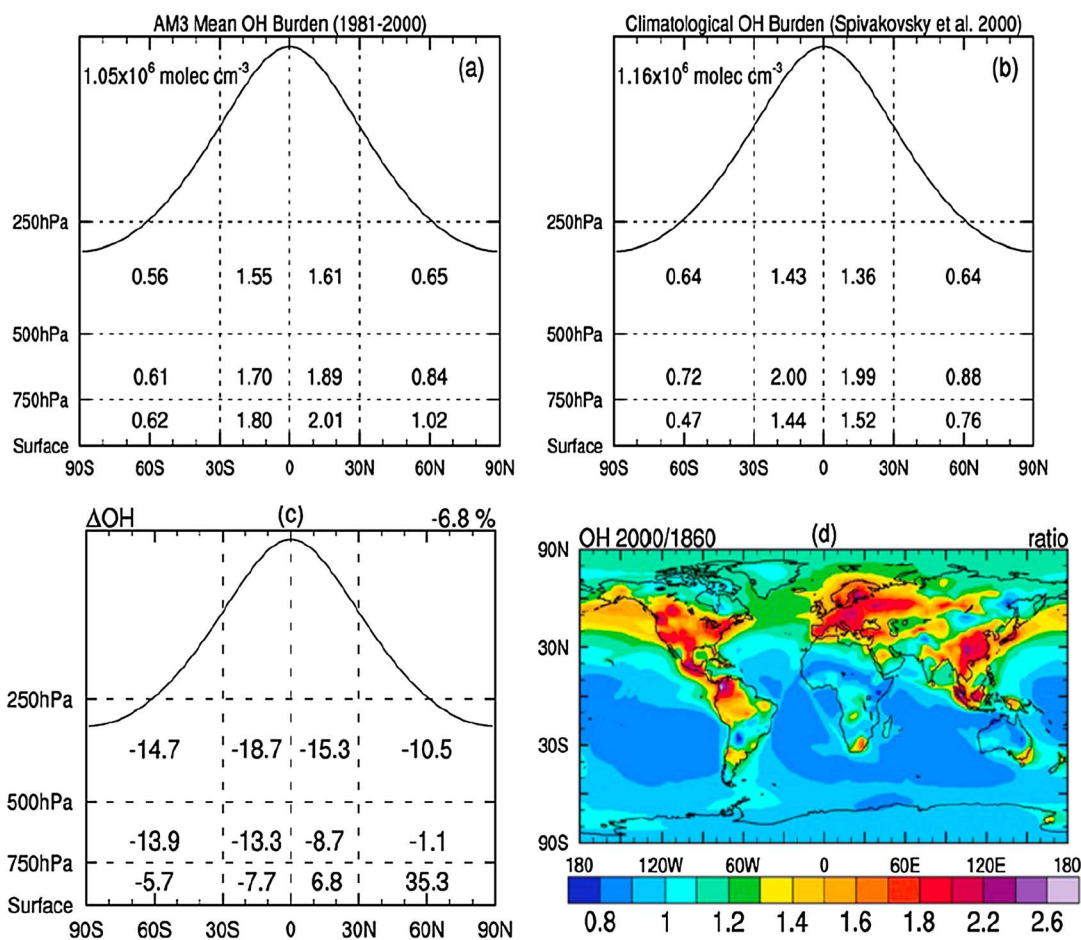 AM3 Mean OH Burden (1981-2000)
1.05x10⁶ molec cm⁻³ (a)
250hPa
0.56 1.55 1.61 0.65
500hPa
0.61 1.70 1.89 0.84
750hPa
0.62 1.80 2.01 1.02
Surface
90S 60S 30S 0 30N 60N 90N
Climatological OH Burden (Spivakovsky et al. 2000)
1.16x10⁶ molec cm⁻³ (b)
250hPa
0.64 1.43 1.36 0.64
500hPa
0.72 2.00 1.99 0.88
750hPa
0.47 1.44 1.52 0.76
Surface
90S 60S 30S 0 30N 60N 90N
ΔOH (c) -6.8 %
250hPa
-14.7 -18.7 -15.3 -10.5
500hPa
-13.9 -13.3 -8.7 -1.1
750hPa
-5.7 -7.7 6.8 35.3
Surface
90S 60S 30S 0 30N 60N 90N
OH 2000/1860 (d) ratio
90N
30N
30S
90S
180 120W 60W 0 60E 120E 180
0.8 1 1.2 1.4 1.6 1.8 2.2 2.6